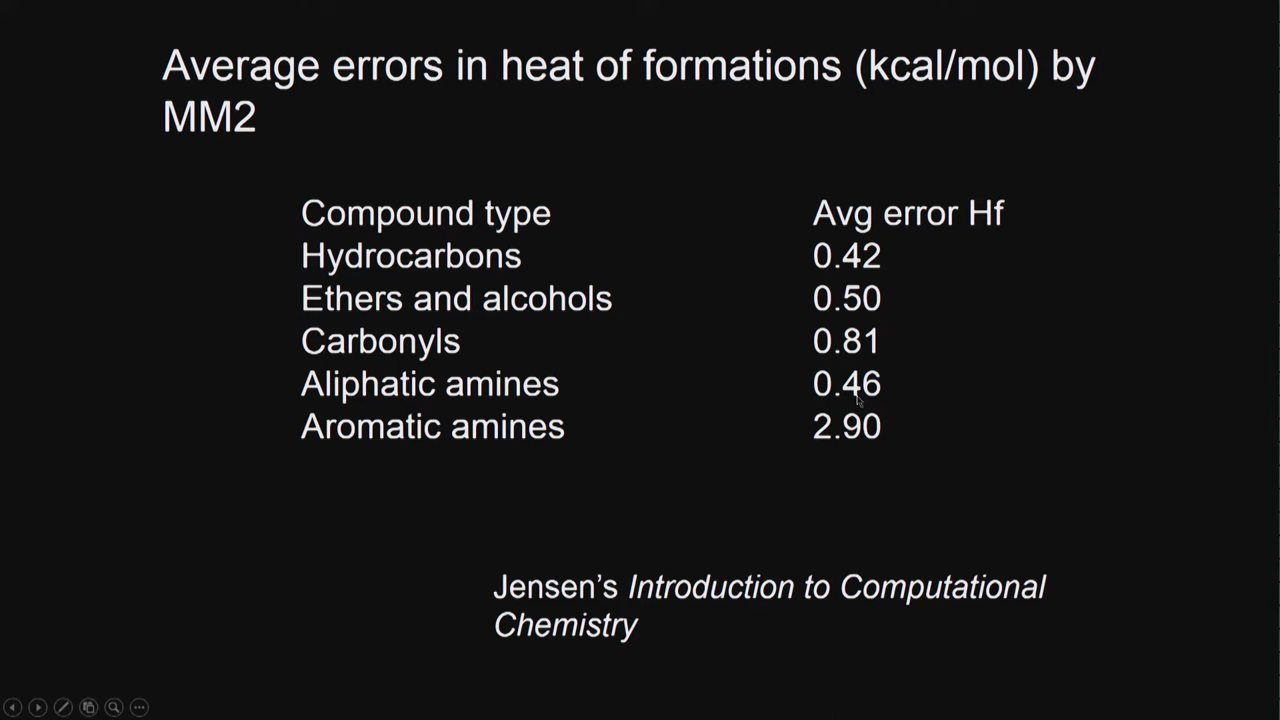 Average errors in heat of formations (kcal/mol) by
MM2
Compound type Avg error Hf
Hydrocarbons 0.42
Ethers and alcohols 0.50
Carbonyls 0.81
Aliphatic amines 0.46
Aromatic amines 2.90
Jensen’s Introduction to Computational
Chemistry